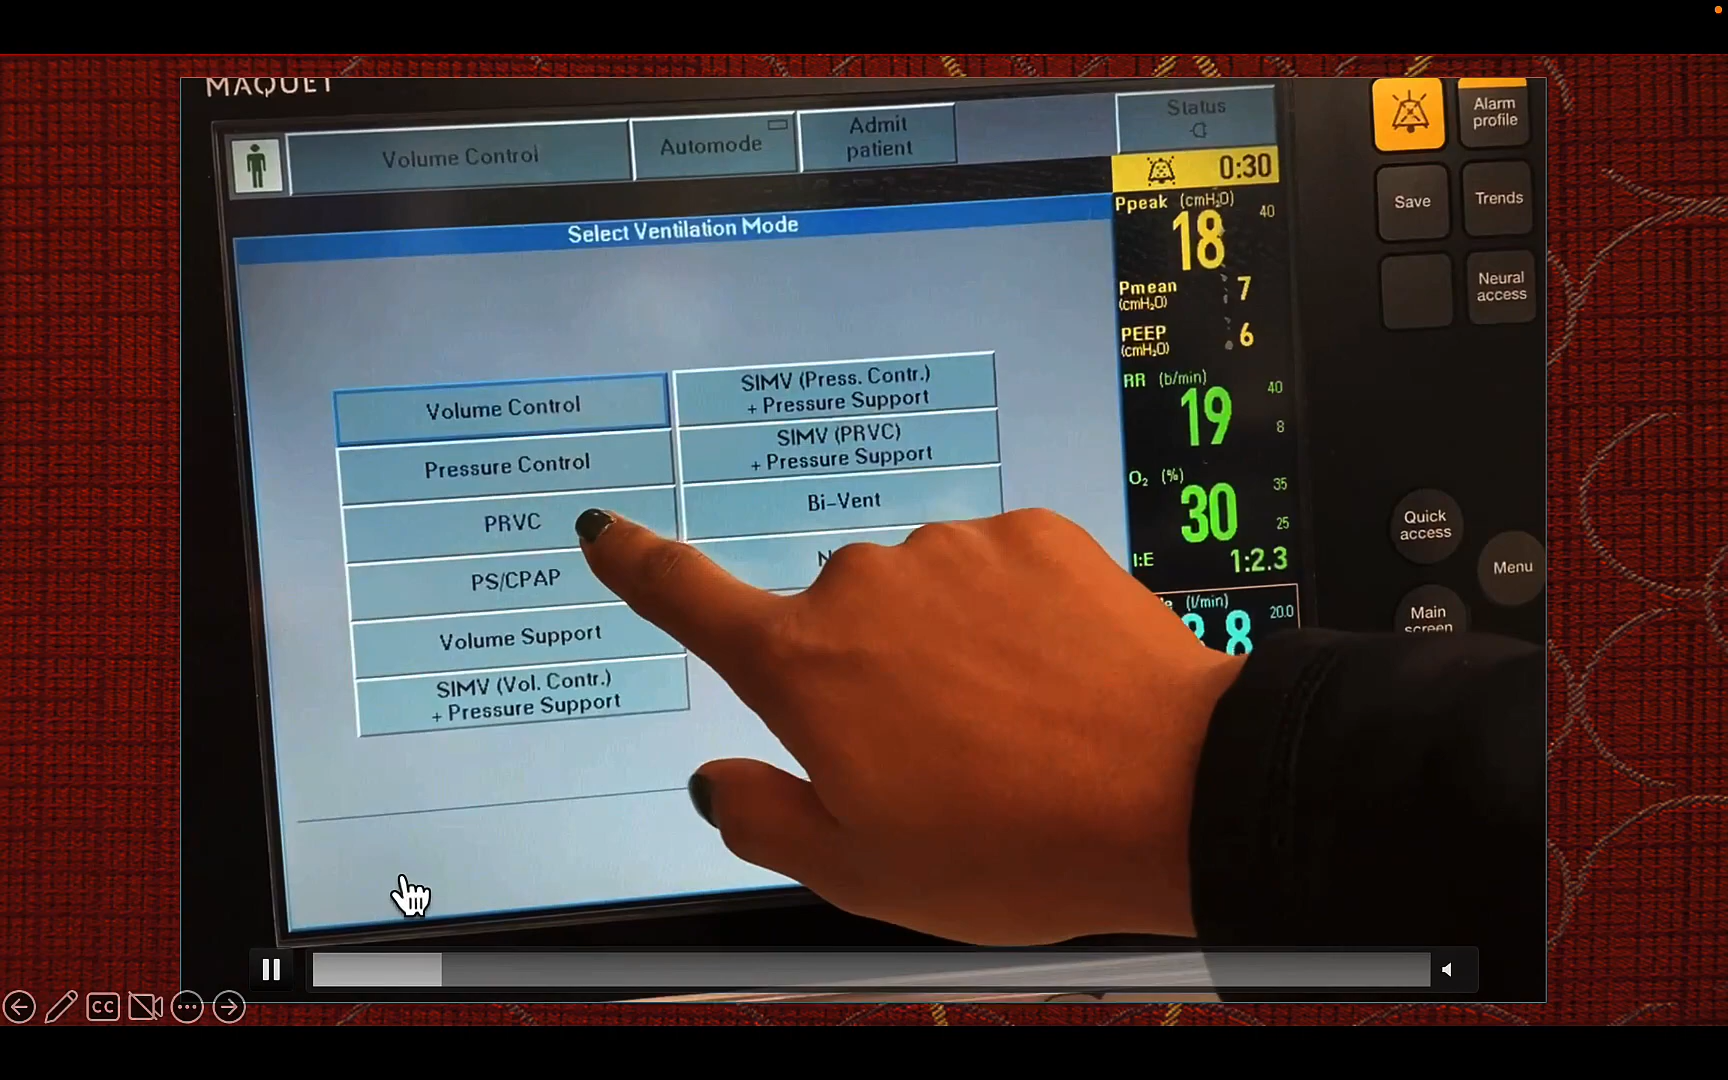 MAQUET
Volume Control
Automode
Admit
patient
Status
0:30
Alarm
profile
Save
Trends
Neural
access
Select Ventilation Mode
Ppeak (cmH₂O)
18
40
Pmean
(cmH₂O)
7
PEEP
(cmH₂O)
6
RR (b/min)
19
40
8
O₂ (%)
30
35
25
I:E
1:2.3
(l/min)
8
20.0
Volume Control
Pressure Control
PRVC
PS/CPAP
Volume Support
SIMV (Vol. Contr.)
+ Pressure Support
SIMV (Press. Contr.)
+ Pressure Support
SIMV (PRVC)
+ Pressure Support
Bi-Vent
Quick
access
Menu
Main
screen
CC